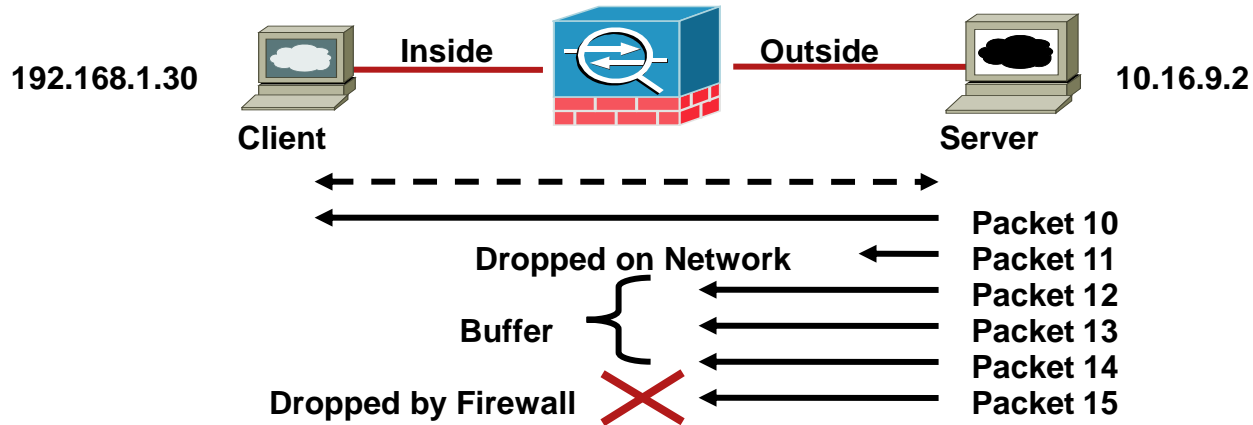 Inside
Outside
192.168.1.30
10.16.9.2
Client
Server
Packet 10
Dropped on Network
Packet 11
Packet 12
Buffer
Packet 13
Packet 14
Dropped by Firewall
Packet 15